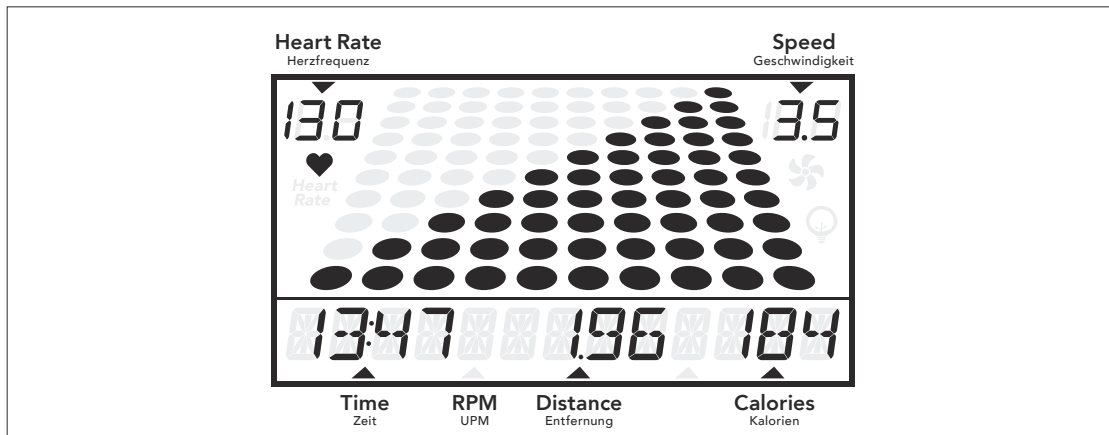 Heart Rate
Herzfrequenz
Speed
Geschwindigkeit
130
3.5
Heart
Rate
13:47 1.96 184
Time
Zeit
RPM
UPM
Distance
Entfernung
Calories
Kalorien